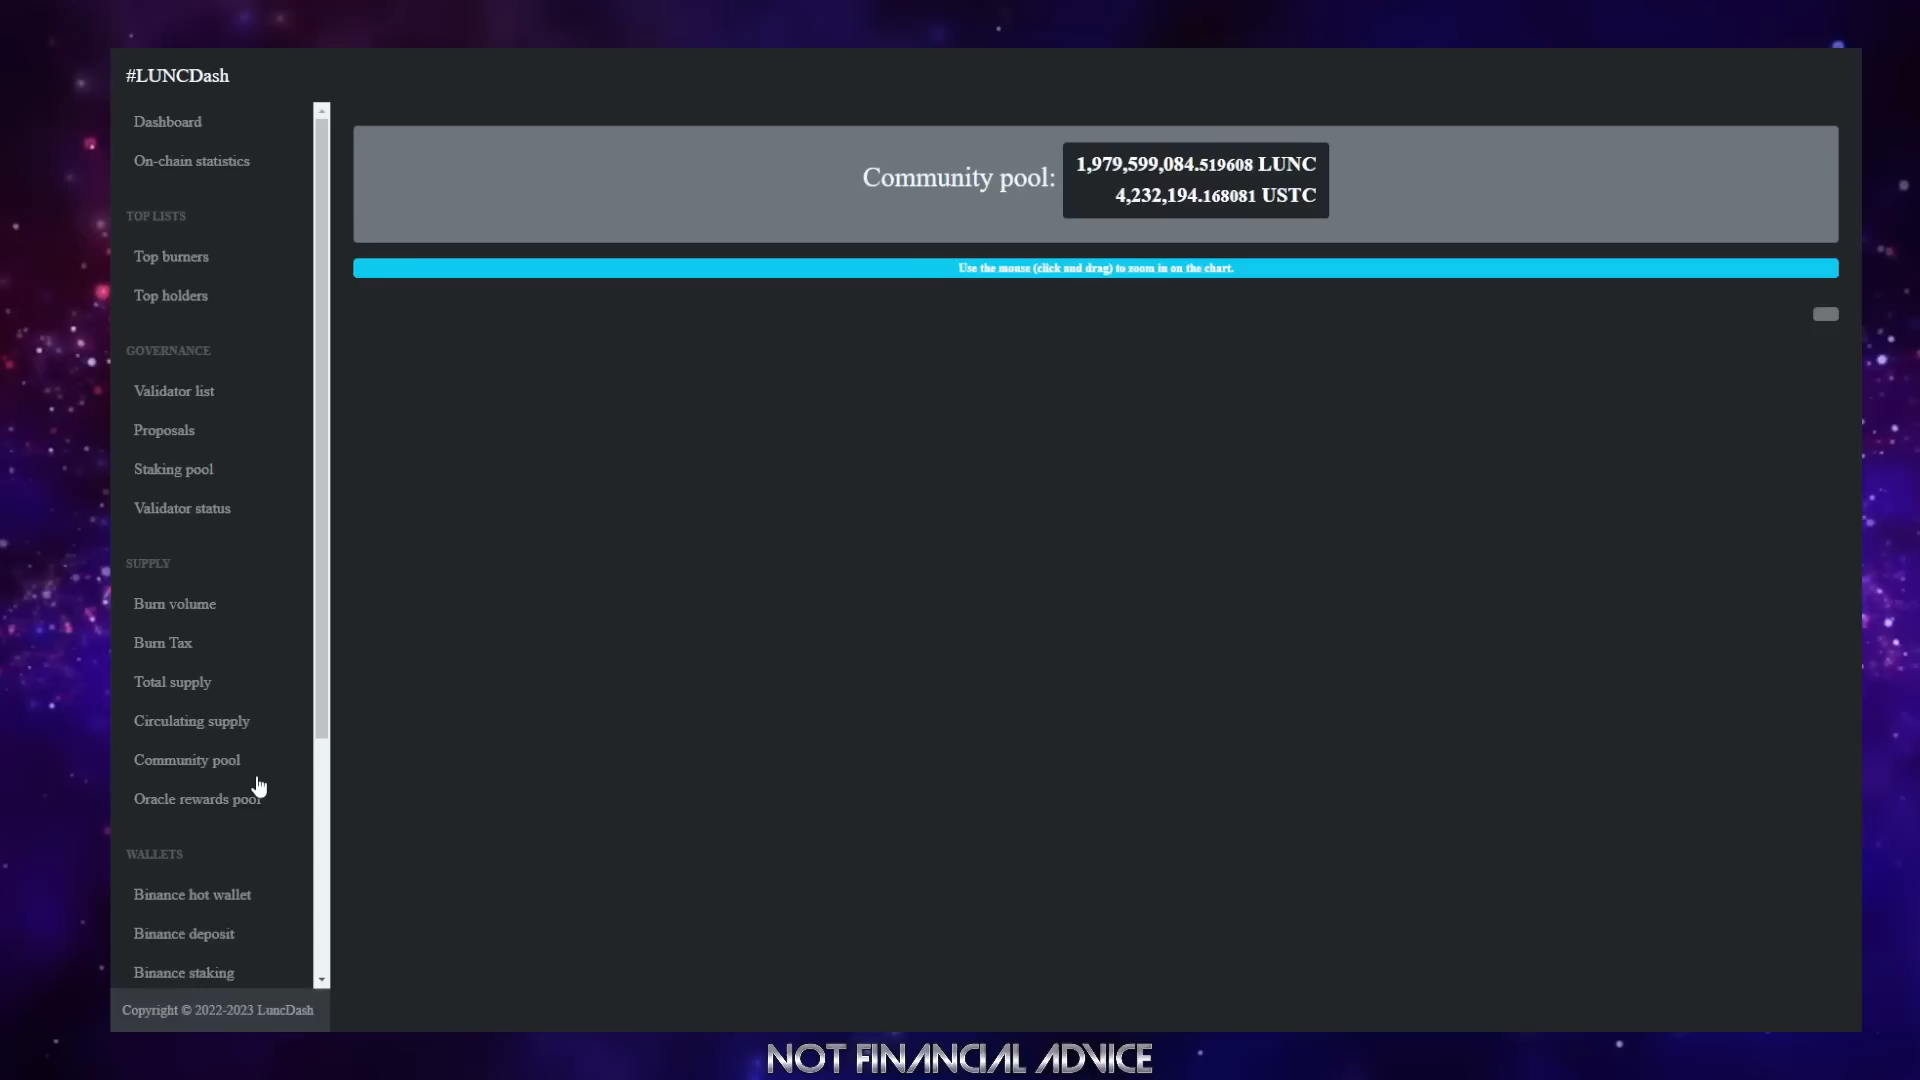 #LUNCDash
Dashboard
On-chain statistics
TOP LISTS
Top burners
Top holders
GOVERNANCE
Validator list
Proposals
Staking pool
Validator status
SUPPLY
Burn volume
Burn Tax
Total supply
Circulating supply
Community pool
Oracle rewards pool
WALLETS
Binance hot wallet
Binance deposit
Binance staking
Copyright © 2022-2023 LuncDash
Community pool:
1,979,599,084.519608 LUNC
4,232,194.168081 USTC
Use the mouse (click and drag) to zoom in on the chart.
NOT FINANCIAL ADVICE